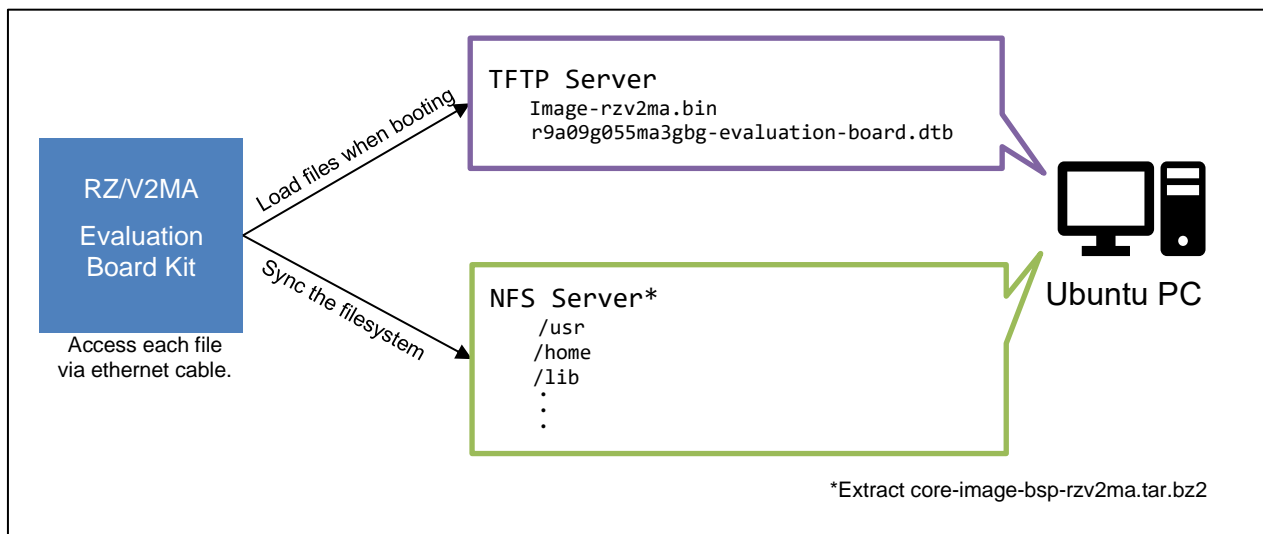 TFTP Server
Image-rzv2ma.bin
r9a09g055ma3gbg-evaluation-board.dtb
Load files when booting
RZ/V2MA
Evaluation
Board Kit
Sync the filesystem
Access each file
via ethernet cable.
NFS Server*
/usr
/home
/lib
:
:
Ubuntu PC
*Extract core-image-bsp-rzv2ma.tar.bz2